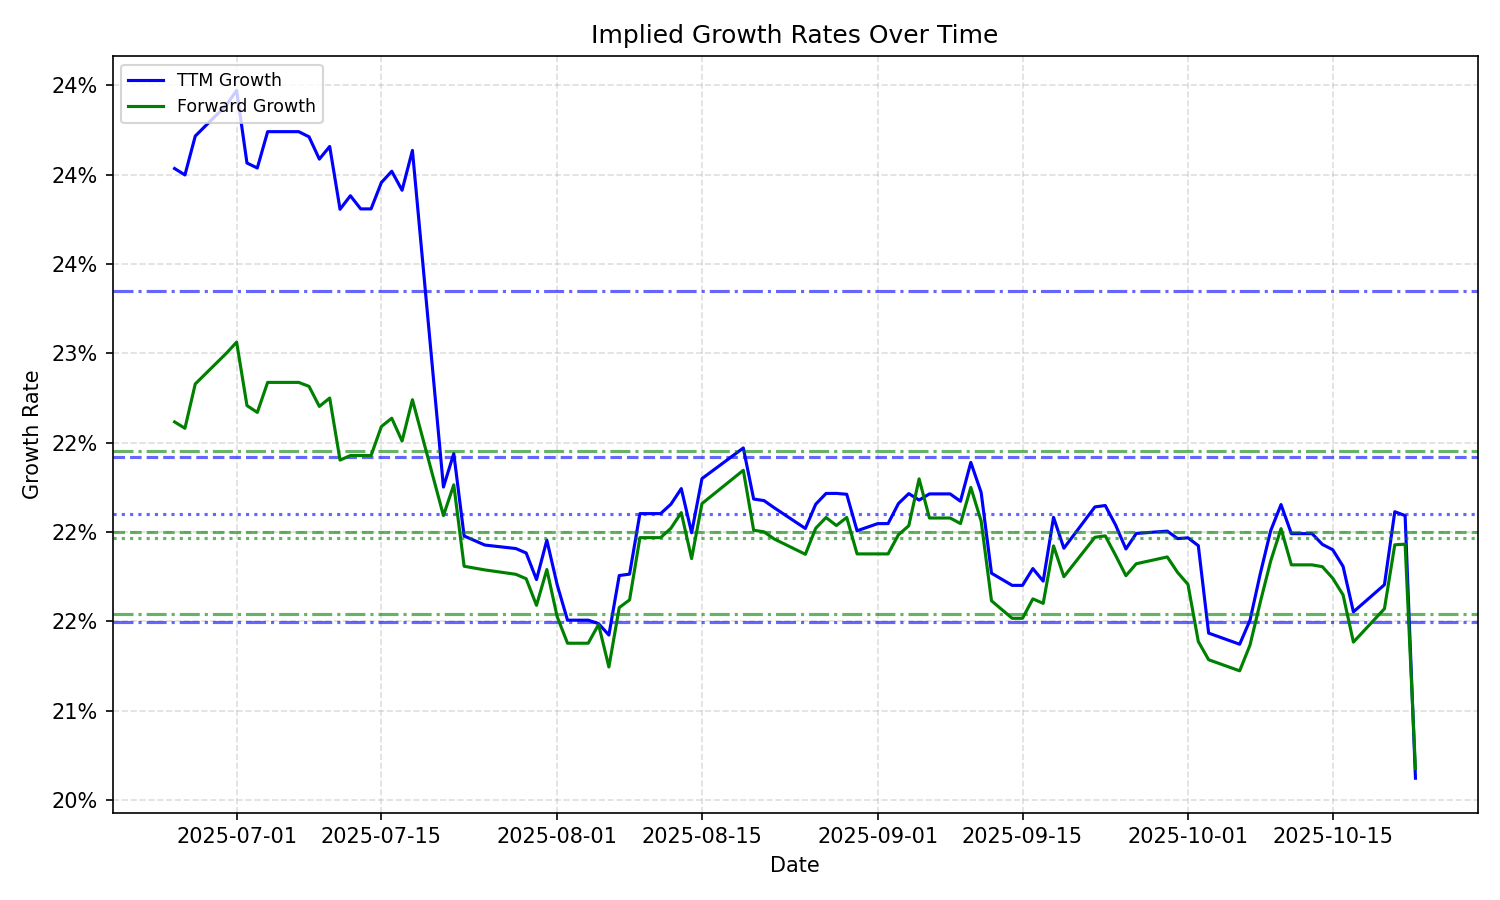 Implied Growth Rates Over Time
TTM Growth
Forward Growth
24%
24%
24%
23%
22%
22%
22%
21%
20%
Growth Rate
2025-07-01 2025-07-15 2025-08-01 2025-08-15 2025-09-01 2025-09-15 2025-10-01 2025-10-15
Date